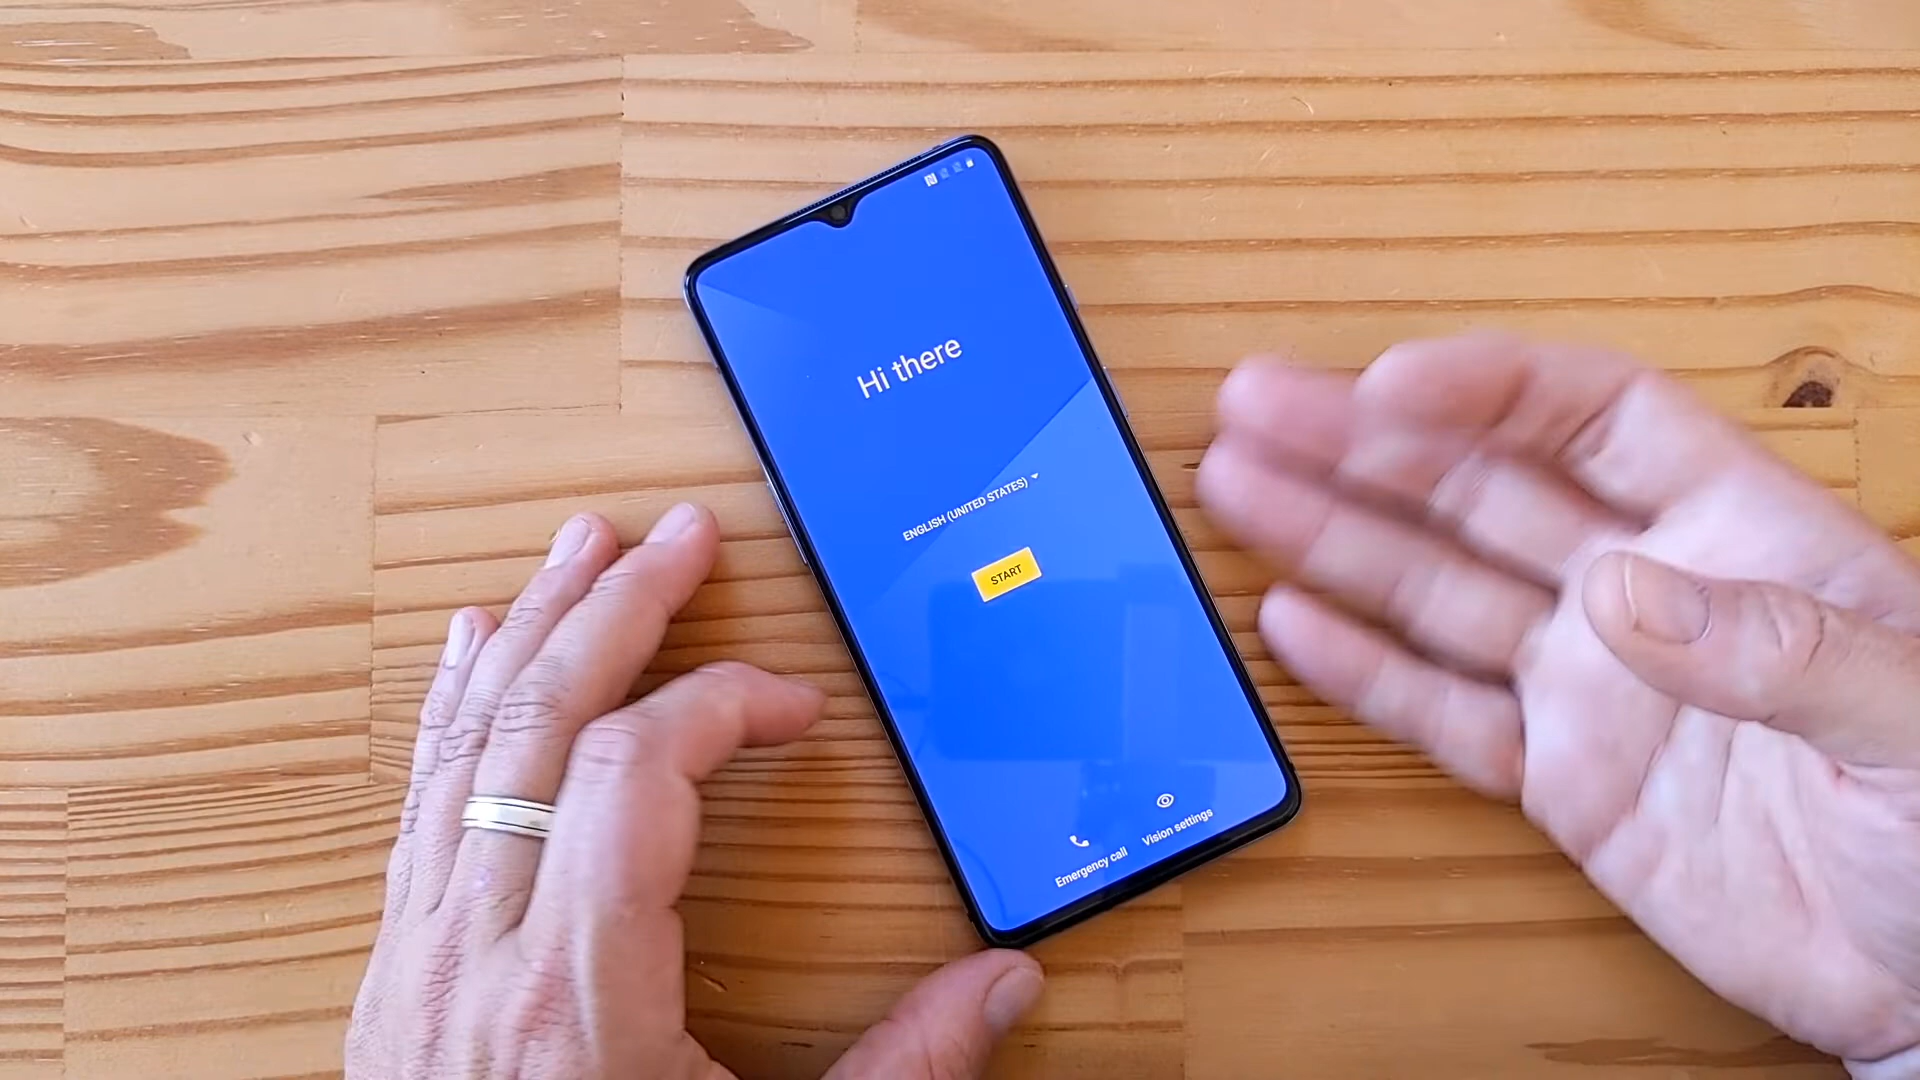 Hi there
ENGLISH (UNITED STATES)
START
Emergency call
Vision settings